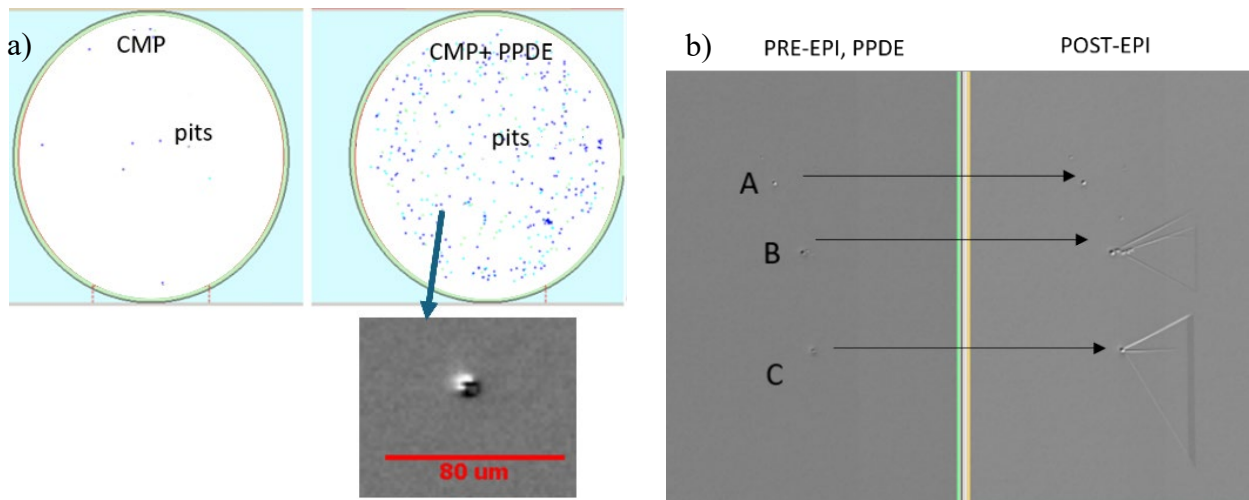 a)
CMP
pits
CMP+ PPDE
pits
80 um
b)
PRE-EPI, PPDE
POST-EPI
A
B
C